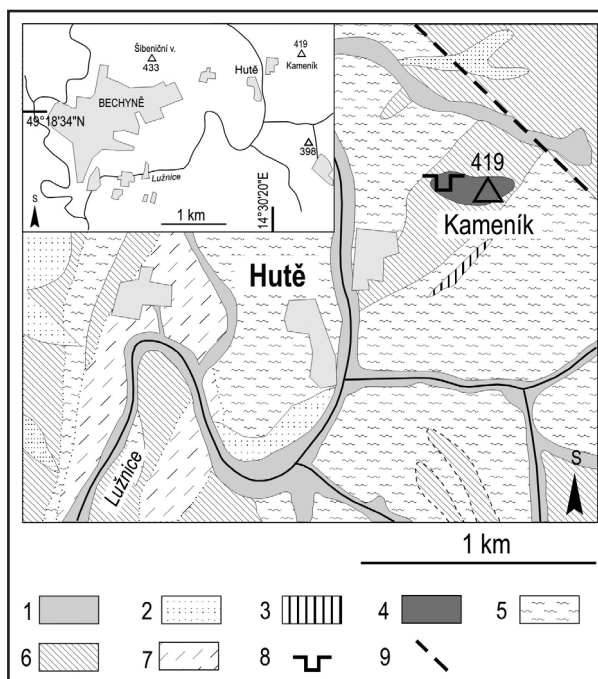 419
Šibeniční v.
433
Kameník
Hutě
BECHYNĚ
49°18'34"N
398
Lužnice
S
1 km
14°30'20"E
419
Kameník
Hutě
Lužnice
S
1 km
1 2 3 4 5
6 7 8 9